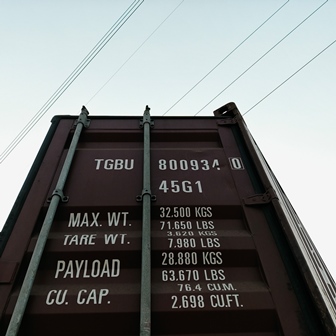 TGBU 800934 0
45G1
MAX. WT. 32.500 KGS
71.650 LBS
TARE WT. 3.620 KGS
7.980 LBS
PAYLOAD 28.880 KGS
63.670 LBS
CU. CAP. 76.4 CU.M.
2.698 CU.FT.